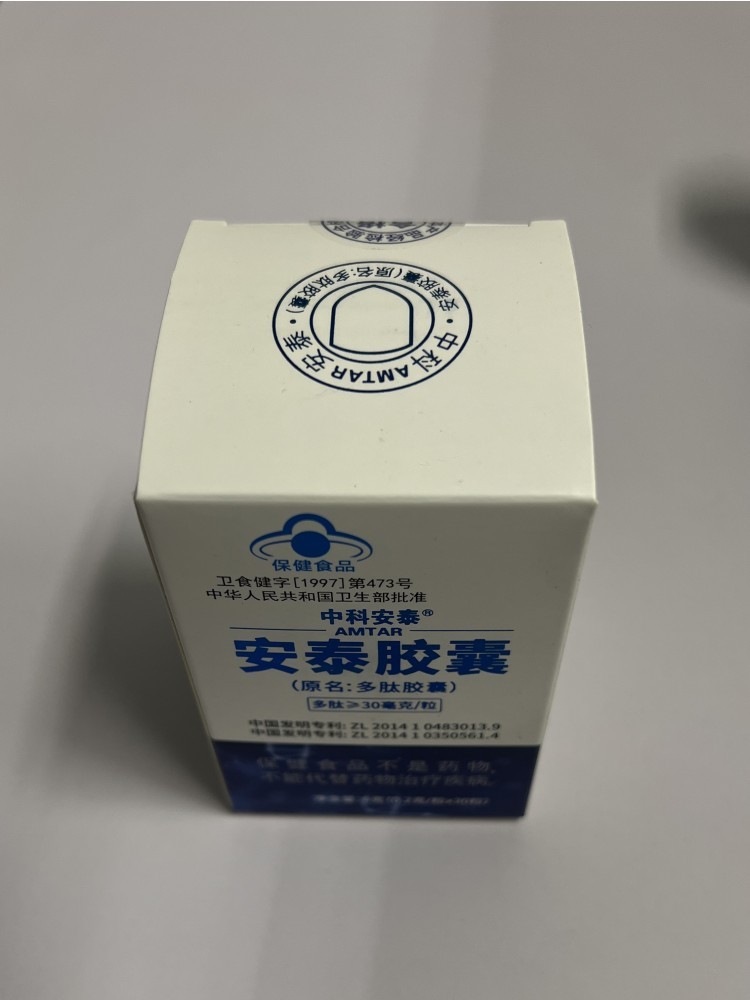 安泰胶囊(原名:多肽胶囊)
中科AMTAR安泰
保健食品
卫食健字[1997]第473号
中华人民共和国卫生部批准
中科安泰®
AMTAR
安泰胶囊
(原名:多肽胶囊)
多肽≥30毫克/粒
中国发明专利: ZL 2014 1 0483013.9
中国发明专利: ZL 2014 1 0350561.4
保健食品不是药物,
不能代替药物治疗疾病。